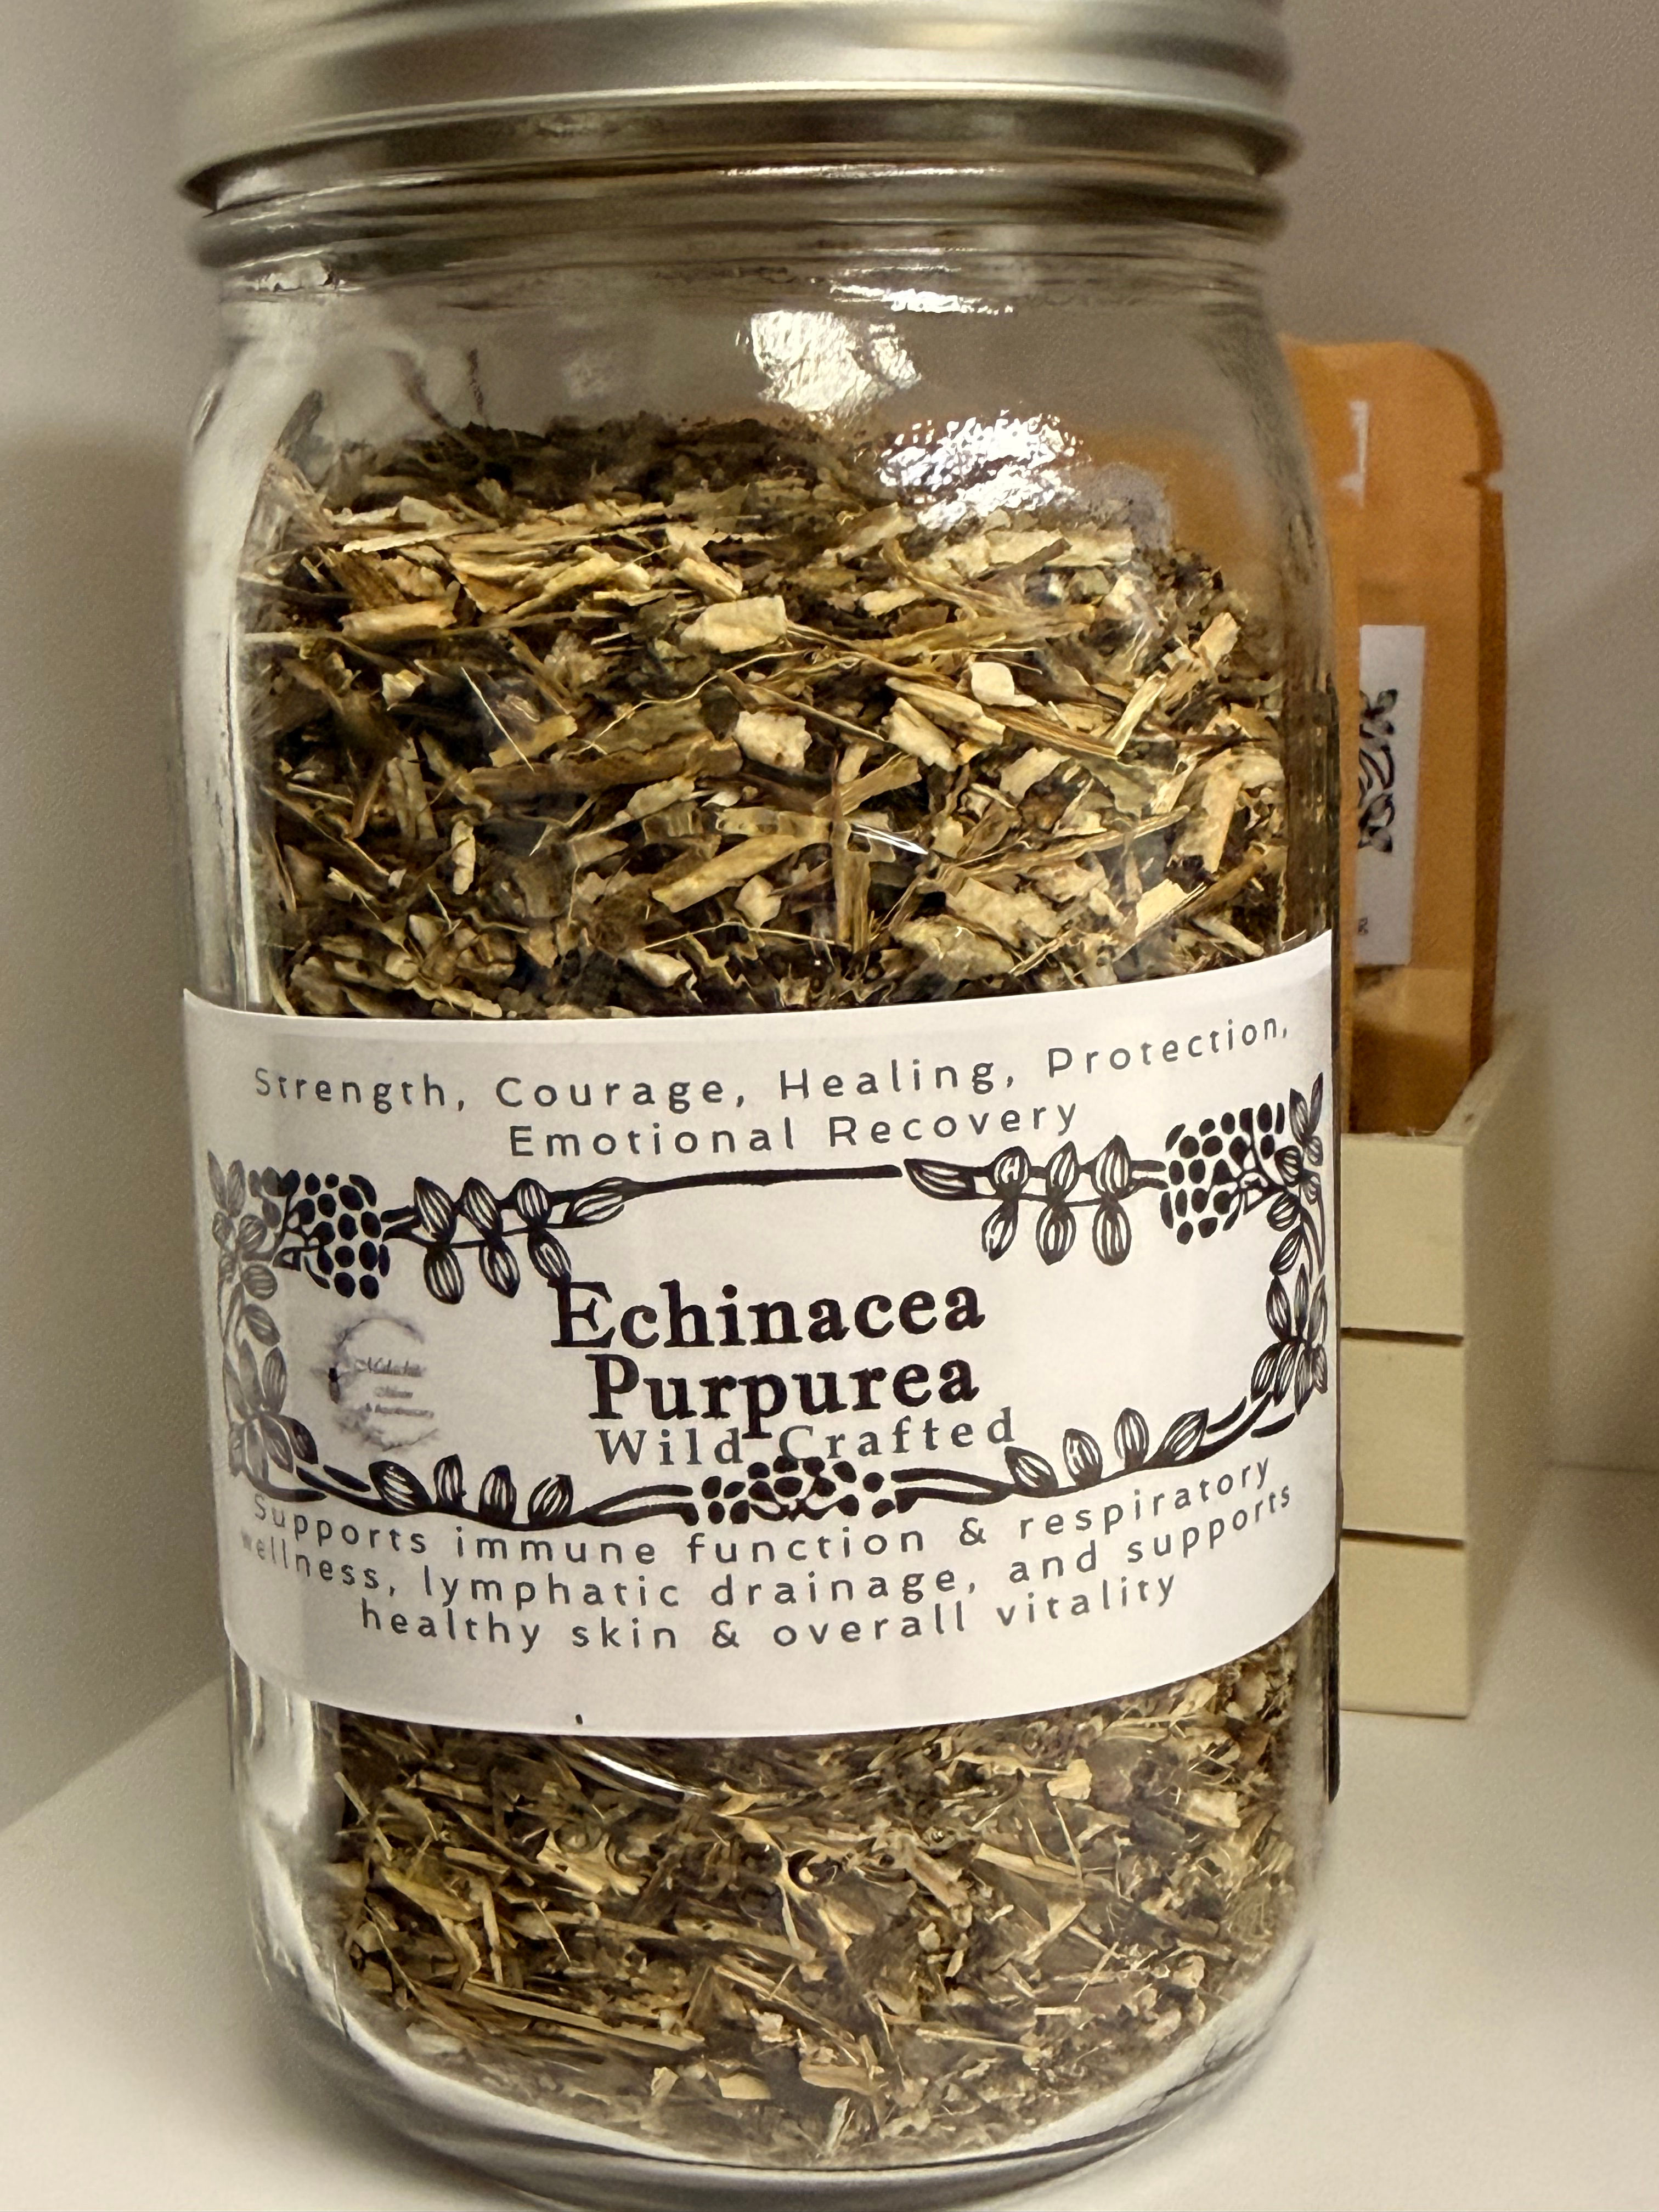 Strength, Courage, Healing, Protection,
Emotional Recovery
Echinacea
Purpurea
Wild Crafted
& Apothecary
Supports immune function & respiratory
wellness, lymphatic drainage, and supports
healthy skin & overall vitality